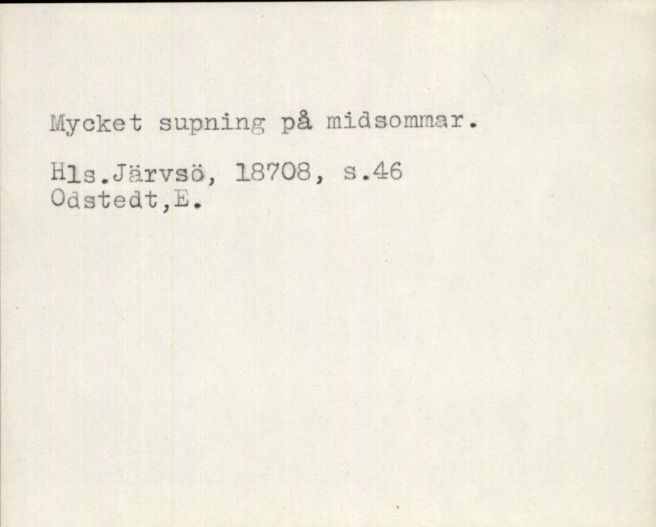 Mycket supning på midsommar.
Hls.Järvsö, 18708, s.46
Odstedt,E.